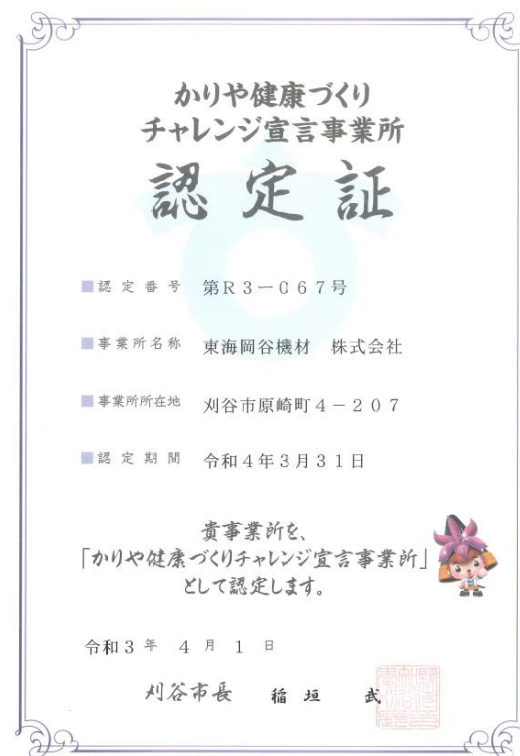 かりや健康づくり
チャレンジ宣言事業所
認定証
■認定番号 第R3－067号
■事業所名称 東海岡谷機材 株式会社
■事業所所在地 刈谷市原崎町4－207
■認定期間 令和4年3月31日
貴事業所を、
「かりや健康づくりチャレンジ宣言事業所」
として認定します。
令和3年 4月 1日
刈谷市長 稲垣 武